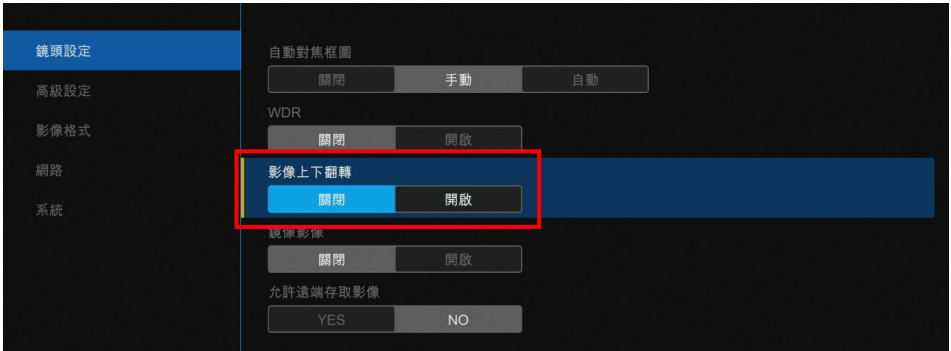 鏡頭設定
高級設定
影像格式
網路
系統
自動對焦框圖
關閉 手動 自動
WDR
關閉 開啟
影像上下翻轉
關閉 開啟
鏡像影像
關閉 開啟
允許遠端存取影像
YES NO